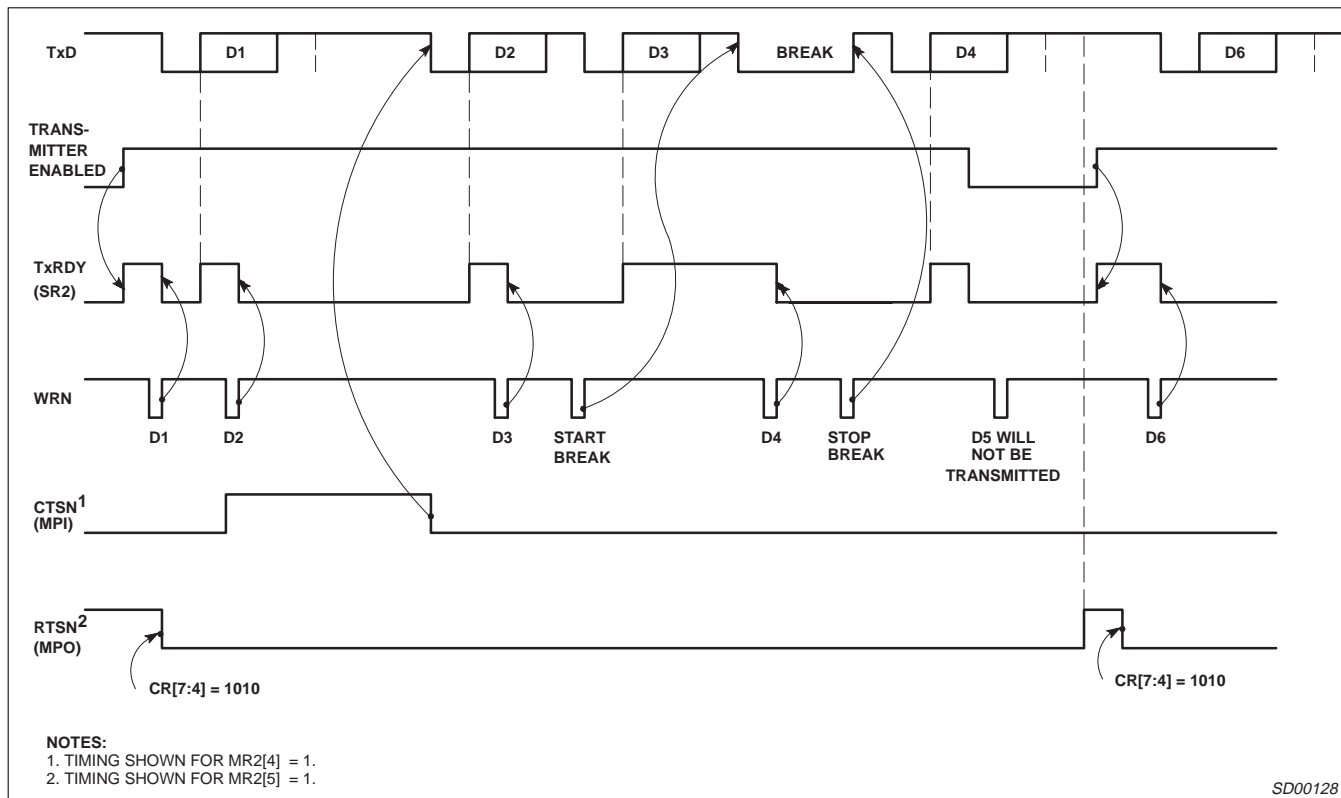 TxD
D1
D2
D3
BREAK
D4
D6
TRANS-
MITTER
ENABLED
TxRDY
(SR2)
WRN
D1
D2
D3
START
BREAK
D4
STOP
BREAK
D5 WILL
NOT BE
TRANSMITTED
D6
CTSN1
(MPI)
RTSN2
(MPO)
CR[7:4] = 1010
CR[7:4] = 1010
NOTES:
1. TIMING SHOWN FOR MR2[4] = 1.
2. TIMING SHOWN FOR MR2[5] = 1.
SD00128